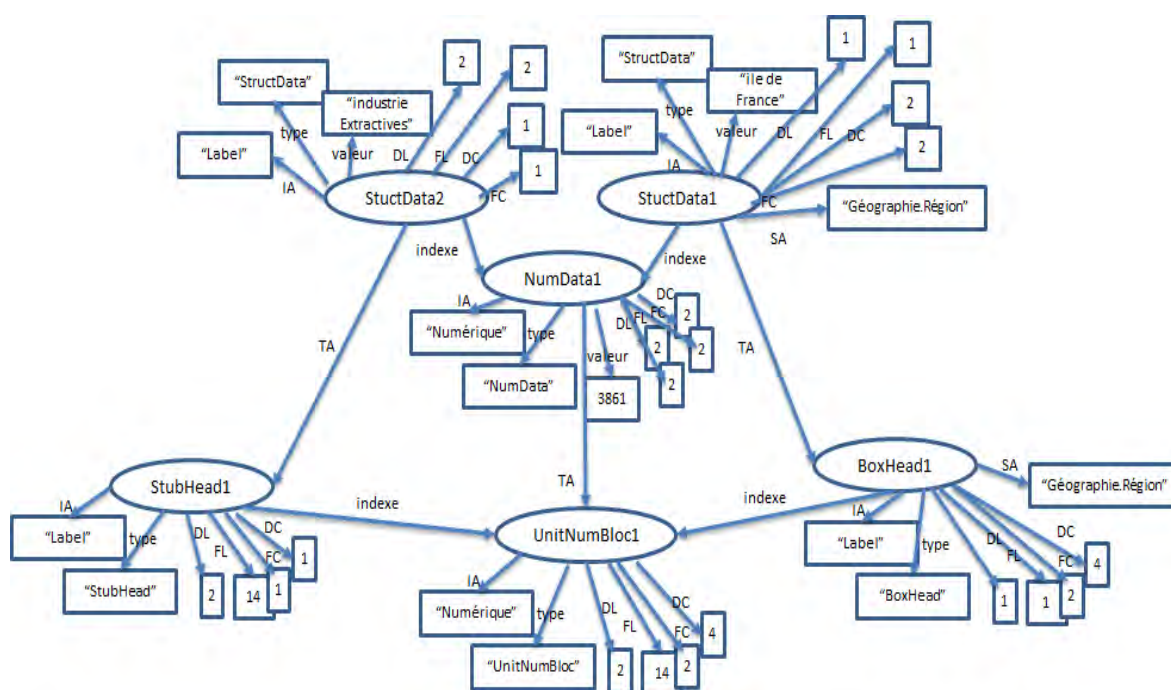 2
2
1
1
“StructData”
“StructData”
“île de
France”
“industrie
Extractives”
type
type
valeur
DL
FL
DC
2
“Label”
“Label”
valeur
DL
FL
DC
1
2
IA
FC
1
IA
StuctData2
StuctData1
FC
“Géographie.Région”
SA
indexe
indexe
NumData1
IA
DC
FC
2
“Numérique”
type
DL
FL
2
2
TA
TA
valeur
“NumData”
3861
2
StubHead1
BoxHead1
SA
IA
TA
“Géographie.Région”
indexe
indexe
“Label”
type
DL
DC
FL
FC
1
UnitNumBloc1
IA
“Label”
type
DL
FL
DC
FC
4
“StubHead”
2
14
1
IA
“BoxHead”
1
1
2
“Numérique”
type
DL
FL
DC
FC
4
“UnitNumBloc”
2
14
2